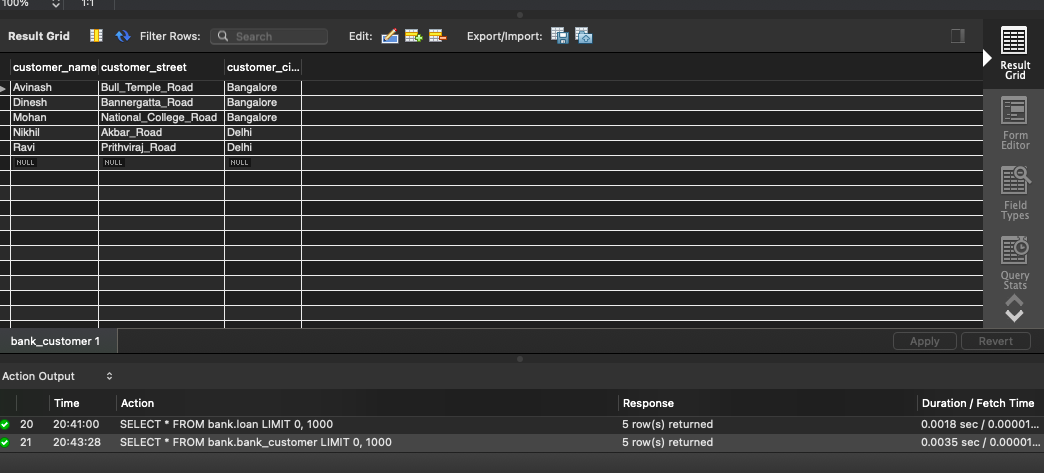 100% 1:1
Result Grid Filter Rows: Search Edit: Export/Import:
customer_name customer_street customer_ci...
Avinash Bull_Temple_Road Bangalore
Dinesh Bannergatta_Road Bangalore
Mohan National_College_Road Bangalore
Nikhil Akbar_Road Delhi
Ravi Prithviraj_Road Delhi
NULL NULL NULL
Result
Grid
Form
Editor
Field
Types
Query
Stats
bank_customer 1 Apply Revert
Action Output
Time Action Response Duration / Fetch Time
20 20:41:00 SELECT * FROM bank.loan LIMIT 0, 1000 5 row(s) returned 0.0018 sec / 0.00001...
21 20:43:28 SELECT * FROM bank.bank_customer LIMIT 0, 1000 5 row(s) returned 0.0035 sec / 0.00001...